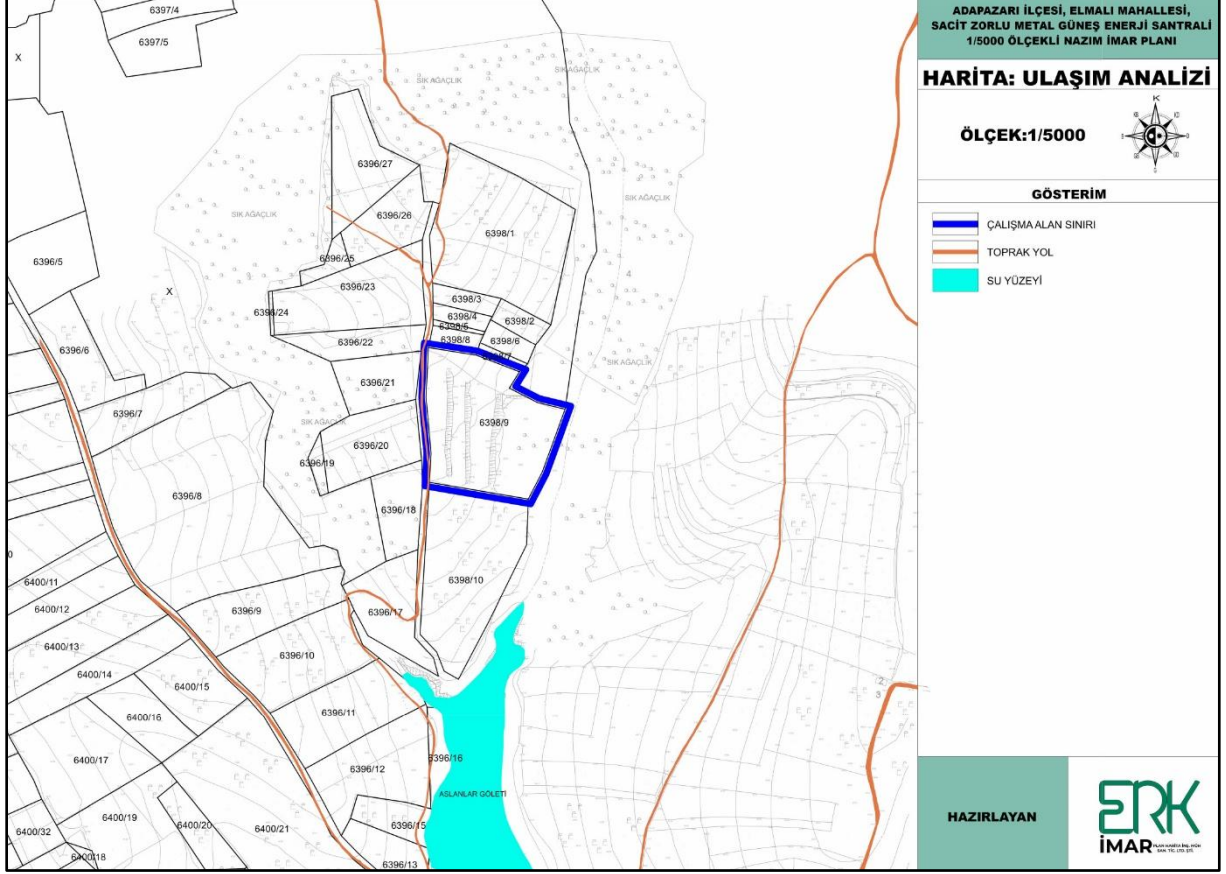 ADAPAZARI İLÇESİ, ELMALI MAHALLESİ,
SACİT ZORLU METAL GÜNEŞ ENERJİ SANTRALİ
1/5000 ÖLÇEKLİ NAZIM İMAR PLANI
HARİTA: ULAŞIM ANALİZİ
ÖLÇEK:1/5000
K
GÖSTERİM
ÇALIŞMA ALAN SINIRI
TOPRAK YOL
SU YÜZEYİ
HAZIRLAYAN
ERK
İMAR
6397/4
6397/5
X
SIK AĞAÇLIK
SIK AĞAÇLIK
6396/27
SIK AĞAÇLIK
6396/26
SIK AĞAÇLIK
6398/1
6396/5
6396/25
4
6396/23
X
6398/3
6396/24
6398/4
6398/2
6398/5
6396/22
6398/8
6398/6
6396/6
6398/7
SIK AĞAÇLIK
6396/21
6396/7
SIK AĞAÇLIK
6398/9
6396/20
6396/19
6396/8
6396/18
0
6400/11
6398/10
6400/12
6396/9
6396/17
6400/13
6396/10
6400/14
6400/15
2
3
6396/11
6400/16
6400/17
6396/16
6396/12
ASLANLAR GÖLETİ
6400/19
6400/20
6400/21
6396/15
6400/32
6400/18
6396/13